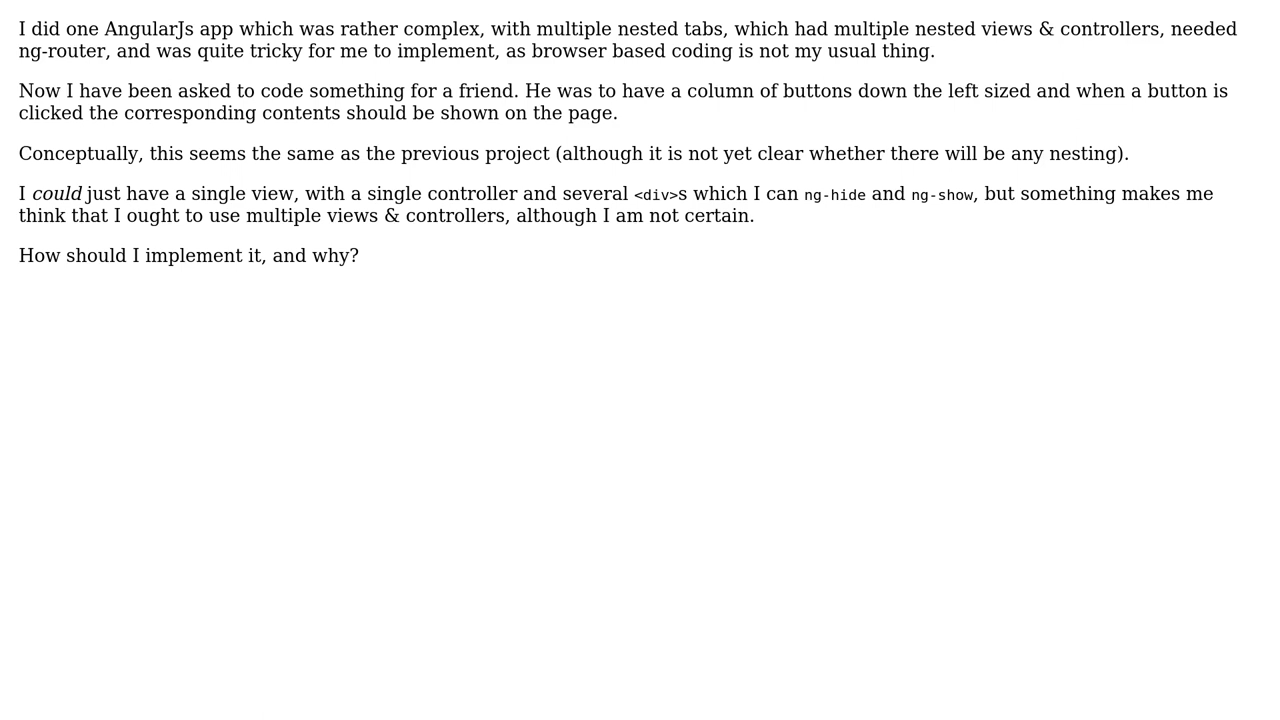 I did one AngularJs app which was rather complex, with multiple nested tabs, which had multiple nested views & controllers, needed
ng-router, and was quite tricky for me to implement, as browser based coding is not my usual thing.
Now I have been asked to code something for a friend. He was to have a column of buttons down the left sized and when a button is
clicked the corresponding contents should be shown on the page.
Conceptually, this seems the same as the previous project (although it is not yet clear whether there will be any nesting).
I could just have a single view, with a single controller and several <div>s which I can ng-hide and ng-show, but something makes me
think that I ought to use multiple views & controllers, although I am not certain.
How should I implement it, and why?